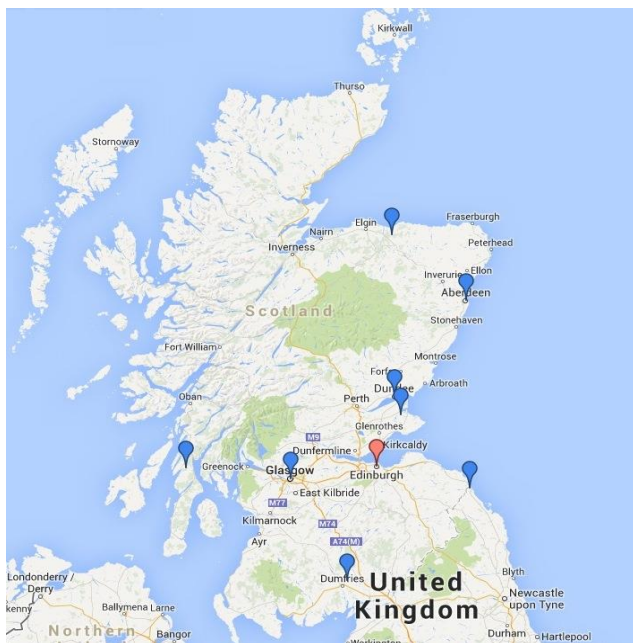 Kirkwall
Thurso
Stornoway
Elgin
Fraserburgh
Nairn
Inverness
Peterhead
Inverurie
Ellon
Aberdeen
Scotland
Stonehaven
Fort William
Montrose
Forfar
Dundee
Arbroath
Oban
Perth
Glenrothes
M9
Dunfermline
Kirkcaldy
Greenock
Glasgow
Edinburgh
East Kilbride
M77
Kilmarnock
M74
Ayr
A74(M)
Londonderry /
Derry
Dumfries
United
Kingdom
Blyth
Newcastle
upon Tyne
Ballymena
Larne
kenny
Northern
Bangor
Workington
Durham
Hartlepool